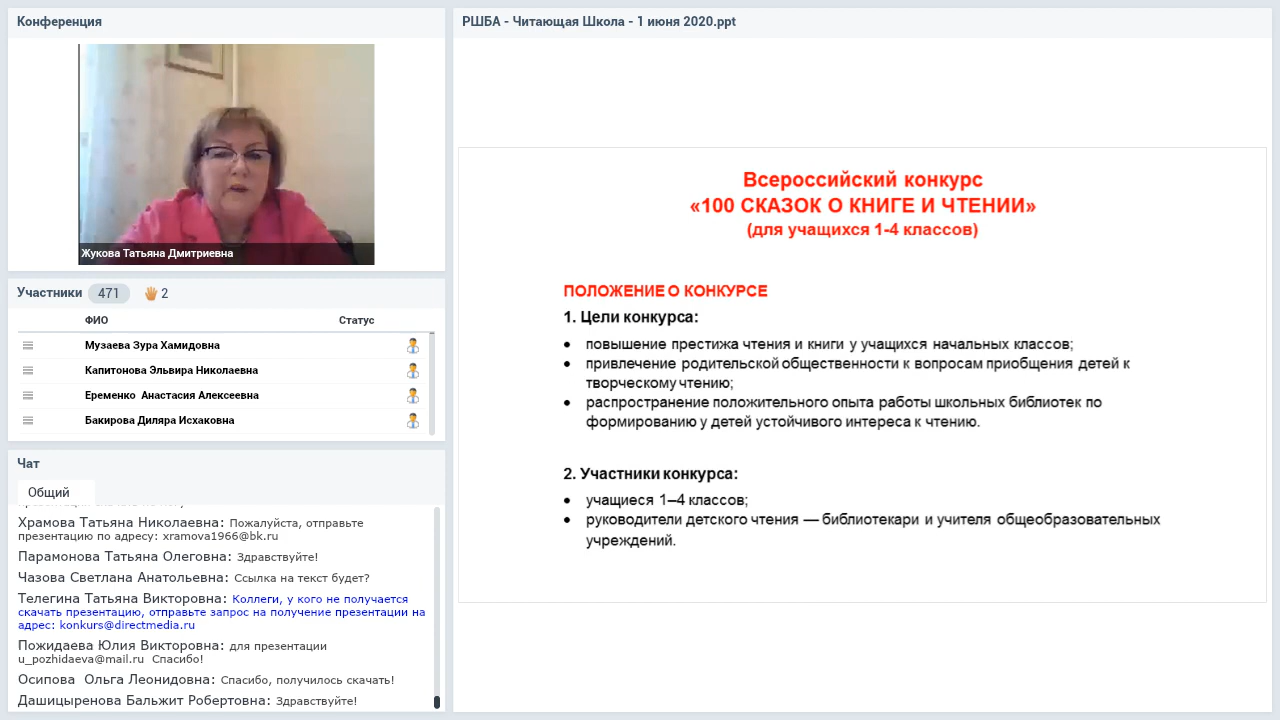 Конференция
Жукова Татьяна Дмитриевна
Участники 471 2
ФИО Статус
Музаева Зура Хамидовна
Капитонова Эльвира Николаевна
Еременко Анастасия Алексеевна
Бакирова Диляра Исхаковна
Чат
Общий
Храмова Татьяна Николаевна: Пожалуйста, отправьте
презентацию по адресу: xramova1966@bk.ru
Парамонова Татьяна Олеговна: Здравствуйте!
Чазова Светлана Анатольевна: Ссылка на текст будет?
Телегина Татьяна Викторовна: Коллеги, у кого не получается
скачать презентацию, отправьте запрос на получение презентации на
адрес: konkurs@directmedia.ru
Пожидаева Юлия Викторовна: для презентации
u_pozhidaeva@mail.ru Спасибо!
Осипова Ольга Леонидовна: Спасибо, получилось скачать!
Дашицыренова Бальжит Робертовна: Здравствуйте!
РШБА - Читающая Школа - 1 июня 2020.ppt
Всероссийский конкурс
«100 СКАЗОК О КНИГЕ И ЧТЕНИИ»
(для учащихся 1-4 классов)
ПОЛОЖЕНИЕ О КОНКУРСЕ
1. Цели конкурса:
• повышение престижа чтения и книги у учащихся начальных классов;
• привлечение родительской общественности к вопросам приобщения детей к
творческому чтению;
• распространение положительного опыта работы школьных библиотек по
формированию у детей устойчивого интереса к чтению.
2. Участники конкурса:
• учащиеся 1–4 классов;
• руководители детского чтения — библиотекари и учителя общеобразовательных
учреждений.